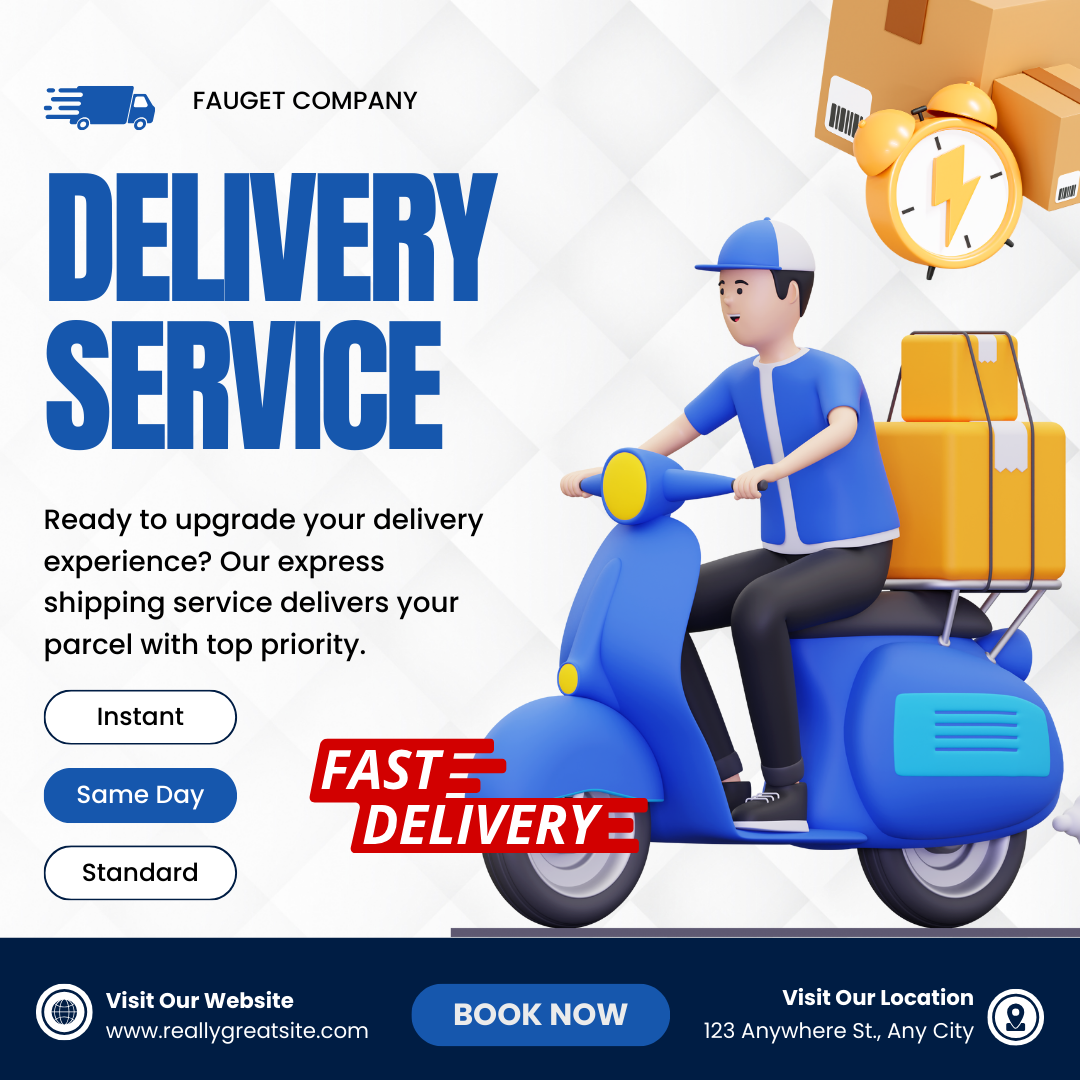 FAUGET COMPANY
DELIVERY
SERVICE
Ready to upgrade your delivery
experience? Our express
shipping service delivers your
parcel with top priority.
Instant
Same Day
Standard
FAST
DELIVERY
Visit Our Website
www.reallygreatsite.com
BOOK NOW
Visit Our Location
123 Anywhere St., Any City